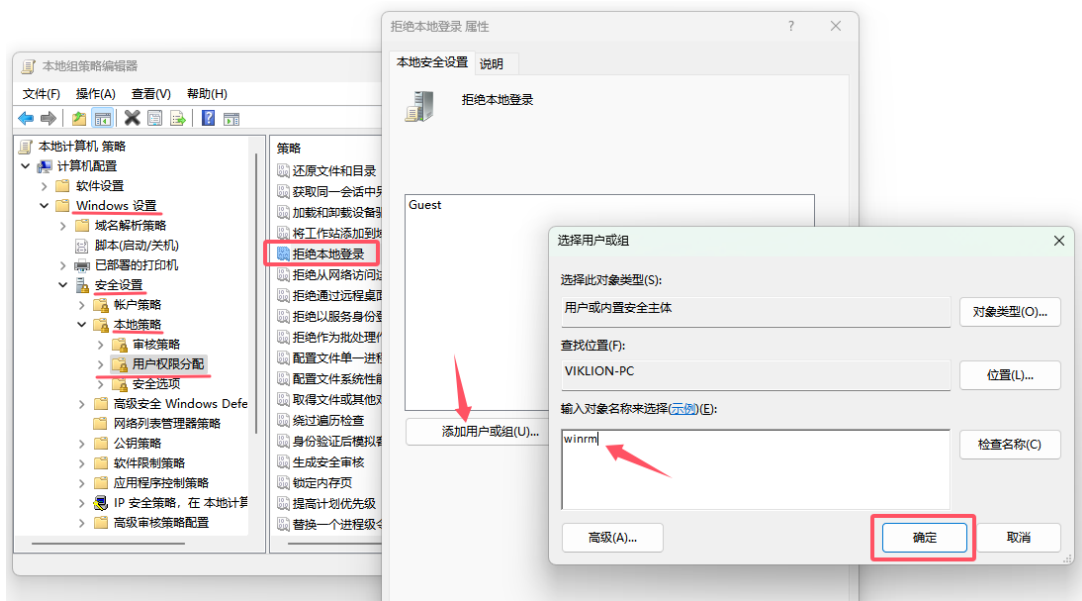 本地组策略编辑器
文件(F) 操作(A) 查看(V) 帮助(H)
本地计算机 策略
计算机配置
软件设置
Windows 设置
域名解析策略
脚本(启动/关机)
已部署的打印机
安全设置
帐户策略
本地策略
审核策略
用户权限分配
安全选项
高级安全 Windows Defe
网络列表管理器策略
公钥策略
软件限制策略
应用程序控制策略
IP 安全策略，在 本地计算
高级审核策略配置
策略
还原文件和目录
获取同一会话中另
加载和卸载设备驱
将工作站添加到域
拒绝本地登录
拒绝从网络访问这
拒绝通过远程桌面
拒绝以服务身份登
拒绝作为批处理作
配置文件单一进程
配置文件系统性能
取得文件或其他对
绕过遍历检查
身份验证后模拟客
生成安全审核
锁定内存页
提高计划优先级
替换一个进程级令
拒绝本地登录 属性
本地安全设置 说明
拒绝本地登录
Guest
添加用户或组(U)...
选择用户或组
选择此对象类型(S):
用户或内置安全主体
对象类型(O)...
查找位置(F):
VIKLION-PC
位置(L)...
输入对象名称来选择(示例)(E):
winrm
检查名称(C)
高级(A)...
确定
取消